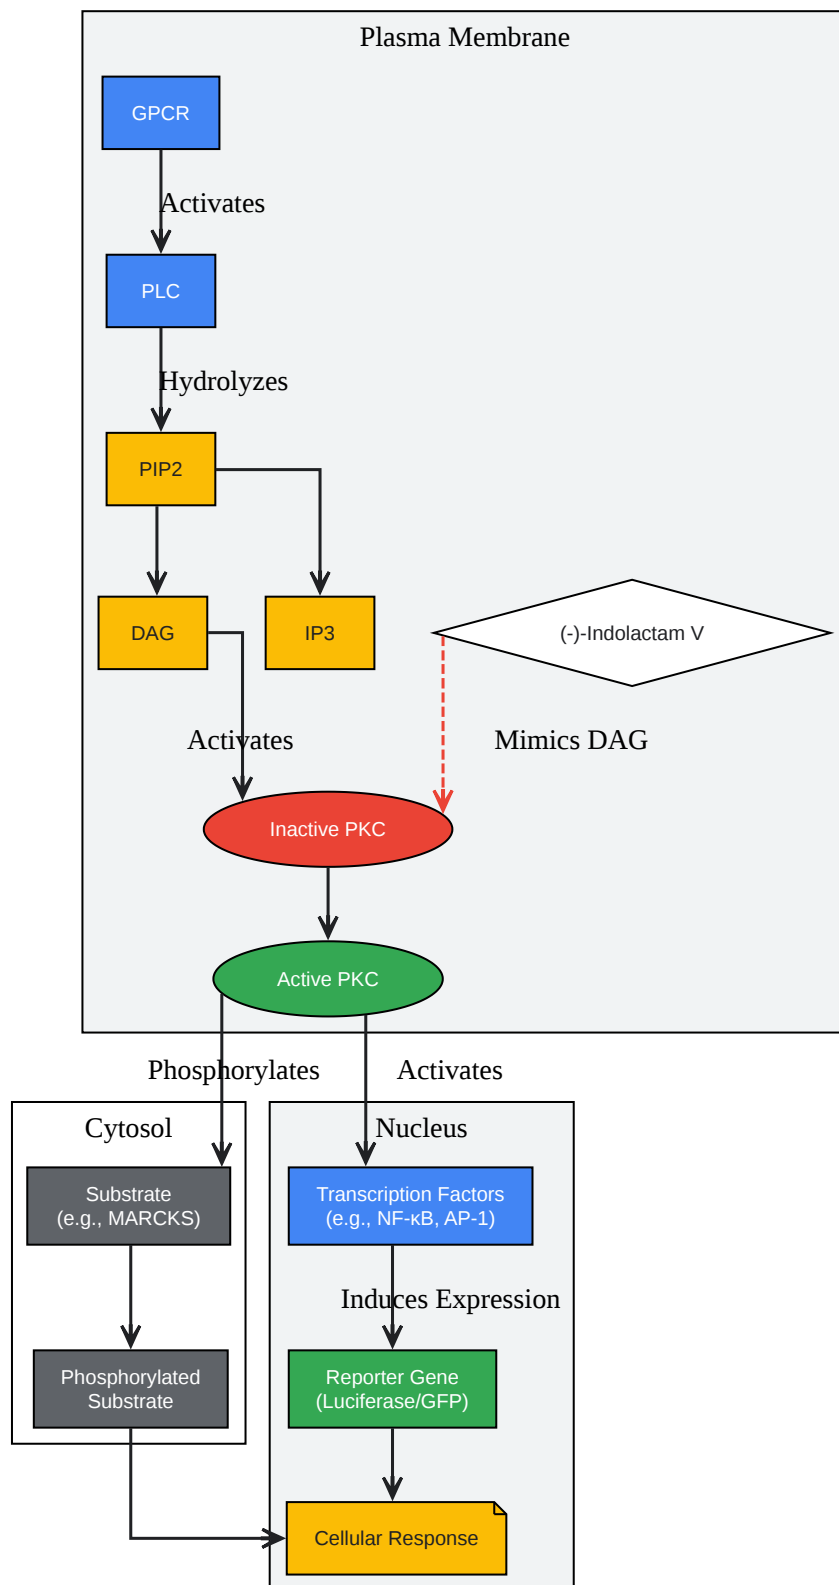 Plasma Membrane
GPCR
Activates
PLC
Hydrolyzes
PIP2
DAG
IP3
(-)-Indolactam V
Activates
Mimics DAG
Inactive PKC
Active PKC
Phosphorylates
Activates
Cytosol
Nucleus
Substrate
(e.g., MARCKS)
Transcription Factors
(e.g., NF-κB, AP-1)
Induces Expression
Phosphorylated
Substrate
Reporter Gene
(Luciferase/GFP)
Cellular Response